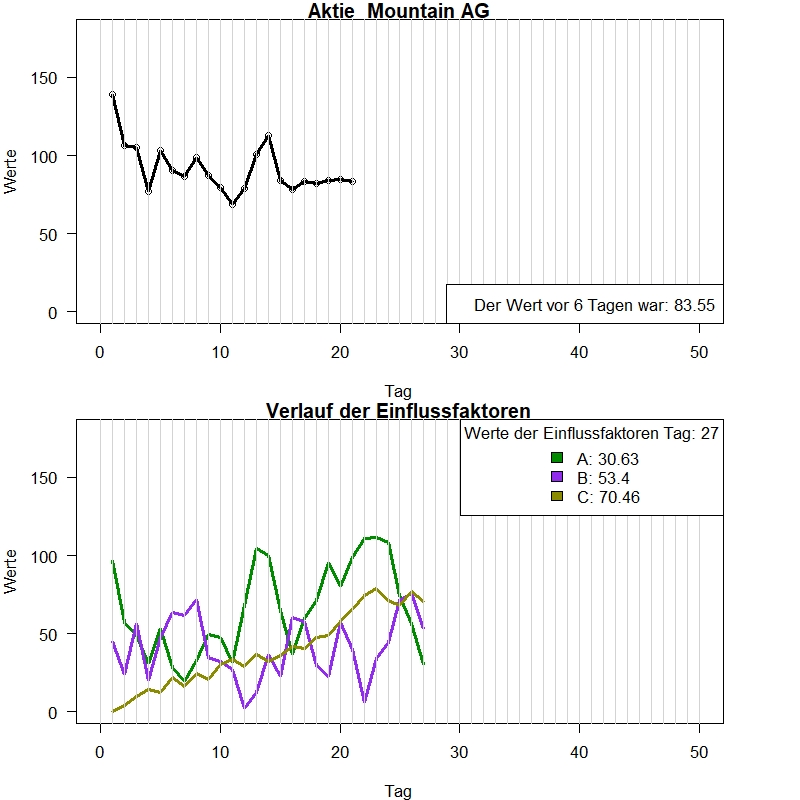 Aktie  Mountain AG
Werte
150
100
50
0
Der Wert vor 6 Tagen war: 83.55
0 10 20 30 40 50
Tag
Verlauf der Einflussfaktoren
Werte
150
100
50
0
Werte der Einflussfaktoren Tag: 27
A: 30.63
B: 53.4
C: 70.46
0 10 20 30 40 50
Tag